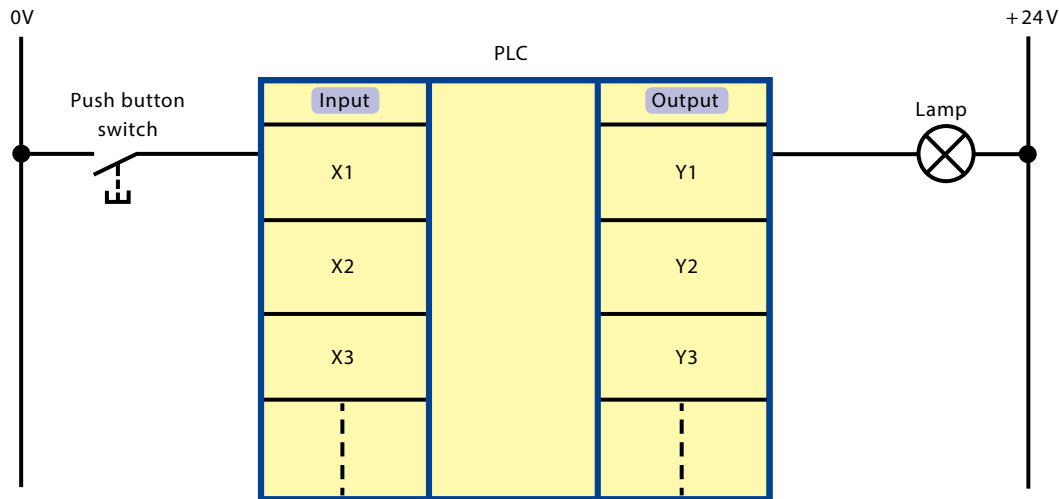 0V
+24V
PLC
Push button
switch
Input
Output
Lamp
X1
Y1
X2
Y2
X3
Y3